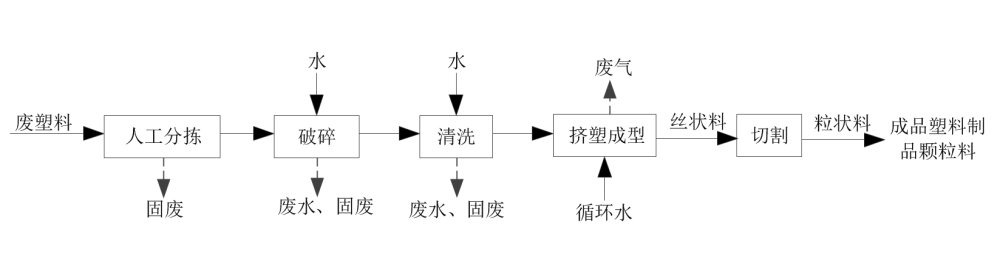 水
水
废气
废塑料
人工分拣
破碎
清洗
挤塑成型
丝状料
切割
粒状料
成品塑料制
品颗粒料
固废
废水、固废
废水、固废
循环水